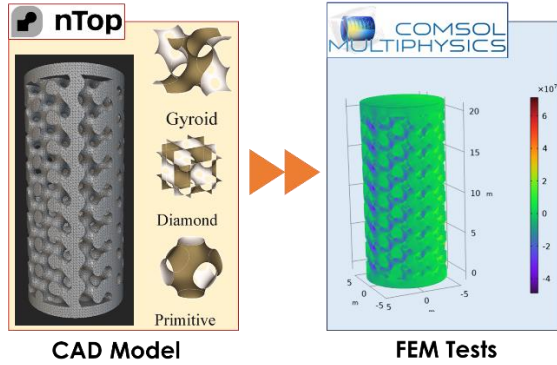 nTop
Gyroid
Diamond
Primitive
CAD Model
COMSOL
MULTIPHYSICS
×10⁷
6
4
2
0
-2
-4
20
15
10
5
0
m
5
0
m
-5
5
0
-5
FEM Tests